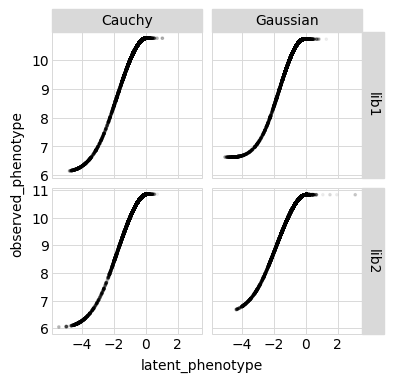 Cauchy Gaussian
10
9
8
7
6
lib1
11
10
9
8
7
6
lib2
−4 −2 0 2 −4 −2 0 2
observed_phenotype
latent_phenotype